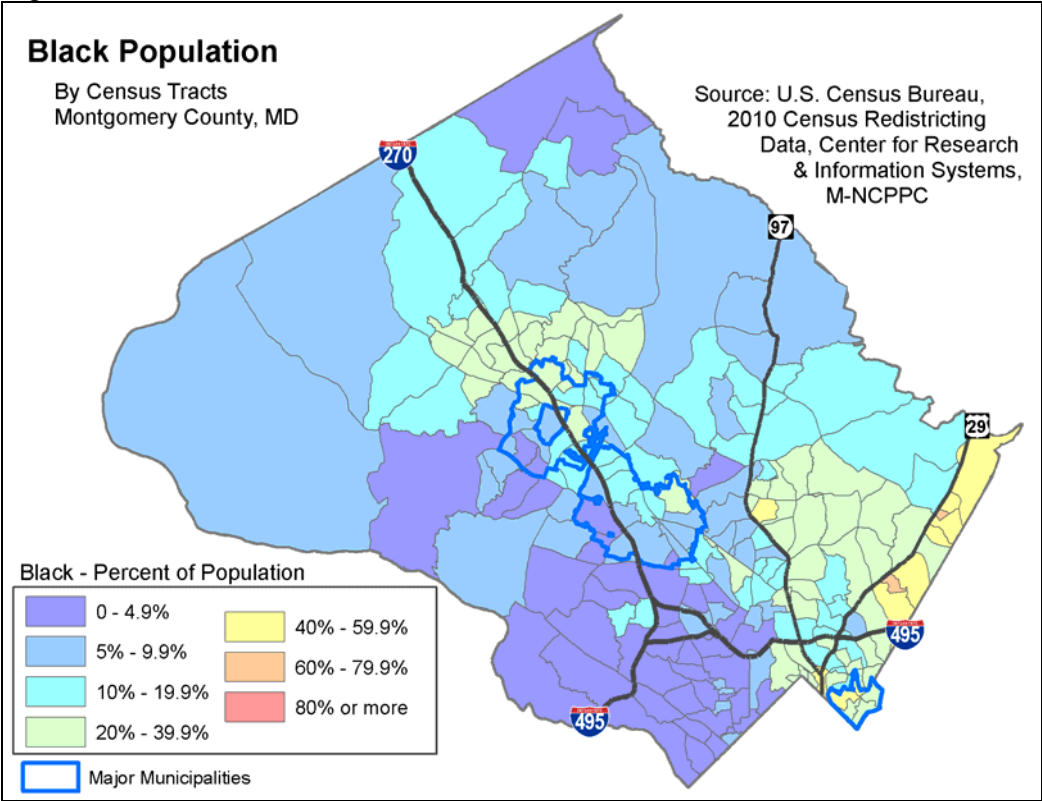 Black Population
By Census Tracts
Montgomery County, MD
Source: U.S. Census Bureau,
2010 Census Redistricting
Data, Center for Research
& Information Systems,
M-NCPPC
270
97
29
495
495
Black - Percent of Population
0 - 4.9%
5% - 9.9%
10% - 19.9%
20% - 39.9%
40% - 59.9%
60% - 79.9%
80% or more
Major Municipalities